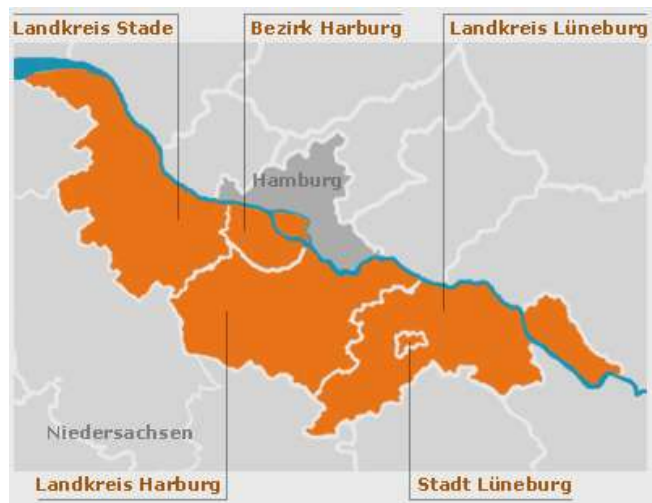 Landkreis Stade
Bezirk Harburg
Landkreis Lüneburg
Hamburg
Niedersachsen
Landkreis Harburg
Stadt Lüneburg